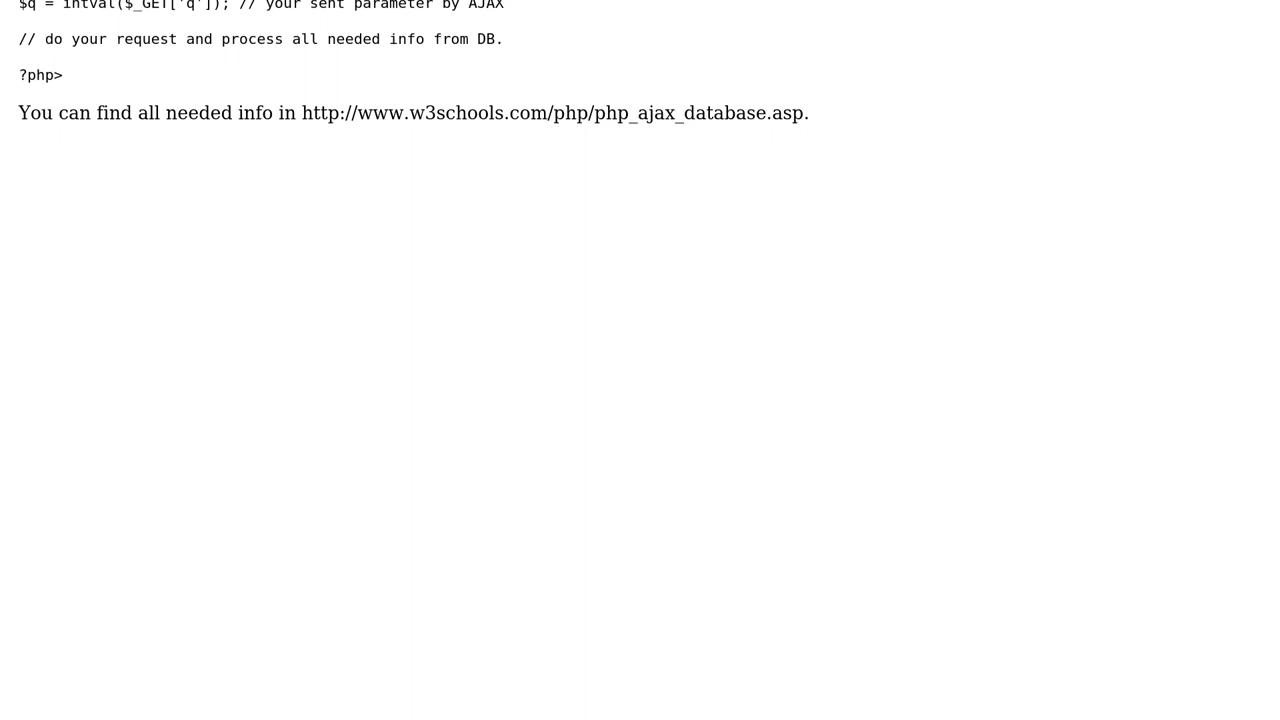 $q = intval($_GET['q']); // your sent parameter by AJAX
// do your request and process all needed info from DB.
?php>
You can find all needed info in http://www.w3schools.com/php/php_ajax_database.asp.